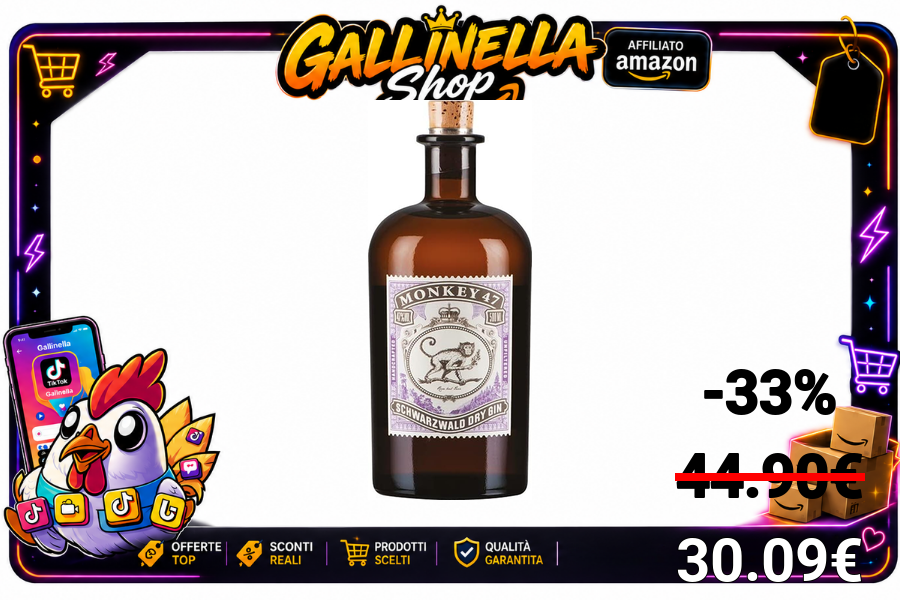 GALLINELLA
Shop
AFFILIATO
amazon
MONKEY 47
SCHWARZWALD DRY GIN
Gallinella
TikTok
Gallinella
-33%
44.90€
30.09€
OFFERTE
TOP
SCONTI
REALI
PRODOTTI
SCELTI
QUALITÀ
GARANTITA